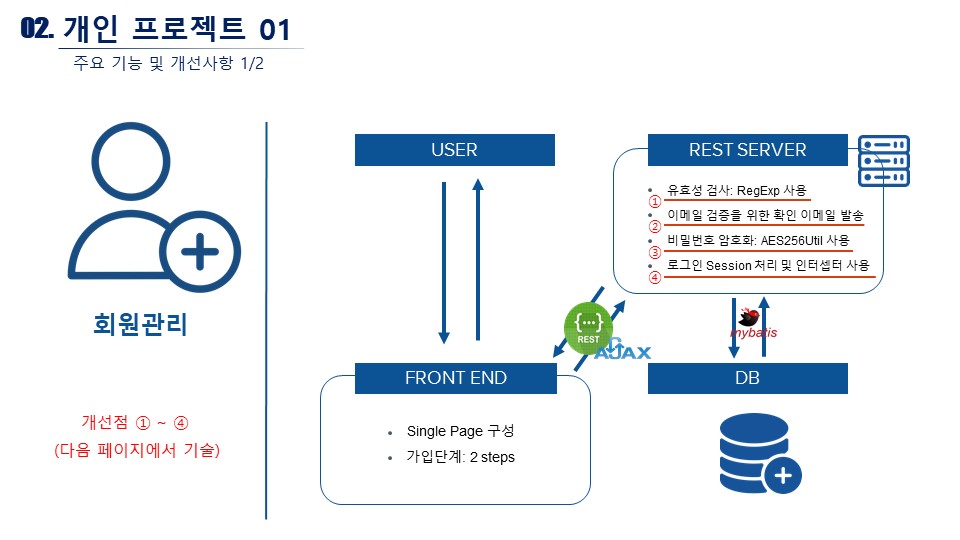 02. 개인 프로젝트 01
주요 기능 및 개선사항 1/2
회원관리
개선점 ① ~ ④
(다음 페이지에서 기술)
USER
REST SERVER
유효성 검사: RegExp 사용
①
이메일 검증을 위한 확인 이메일 발송
②
비밀번호 암호화: AES256Util 사용
③
로그인 Session 처리 및 인터셉터 사용
④
{···}
REST
AJAX
mybatis
FRONT END
Single Page 구성
가입단계: 2 steps
DB